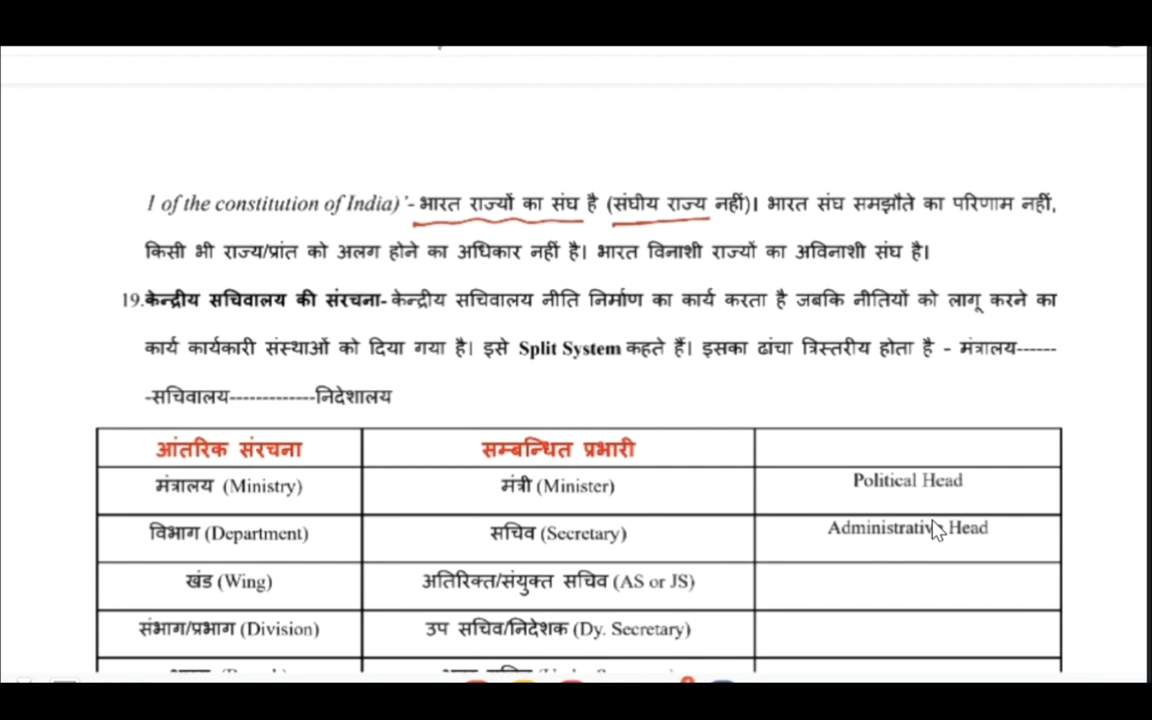 1 of the constitution of India)'- भारत राज्यों का संघ है (संघीय राज्य नहीं)। भारत संघ समझौते का परिणाम नहीं,
किसी भी राज्य/प्रांत को अलग होने का अधिकार नहीं है। भारत विनाशी राज्यों का अविनाशी संघ है।
19.केन्द्रीय सचिवालय की संरचना- केन्द्रीय सचिवालय नीति निर्माण का कार्य करता है जबकि नीतियों को लागू करने का
कार्य कार्यकारी संस्थाओं को दिया गया है। इसे Split System कहते हैं। इसका ढांचा त्रिस्तरीय होता है - मंत्रालय------
-सचिवालय-------------निदेशालय
आंतरिक संरचना सम्बन्धित प्रभारी
मंत्रालय (Ministry) मंत्री (Minister) Political Head
विभाग (Department) सचिव (Secretary) Administrative Head
खंड (Wing) अतिरिक्त/संयुक्त सचिव (AS or JS)
संभाग/प्रभाग (Division) उप सचिव/निदेशक (Dy. Secretary)